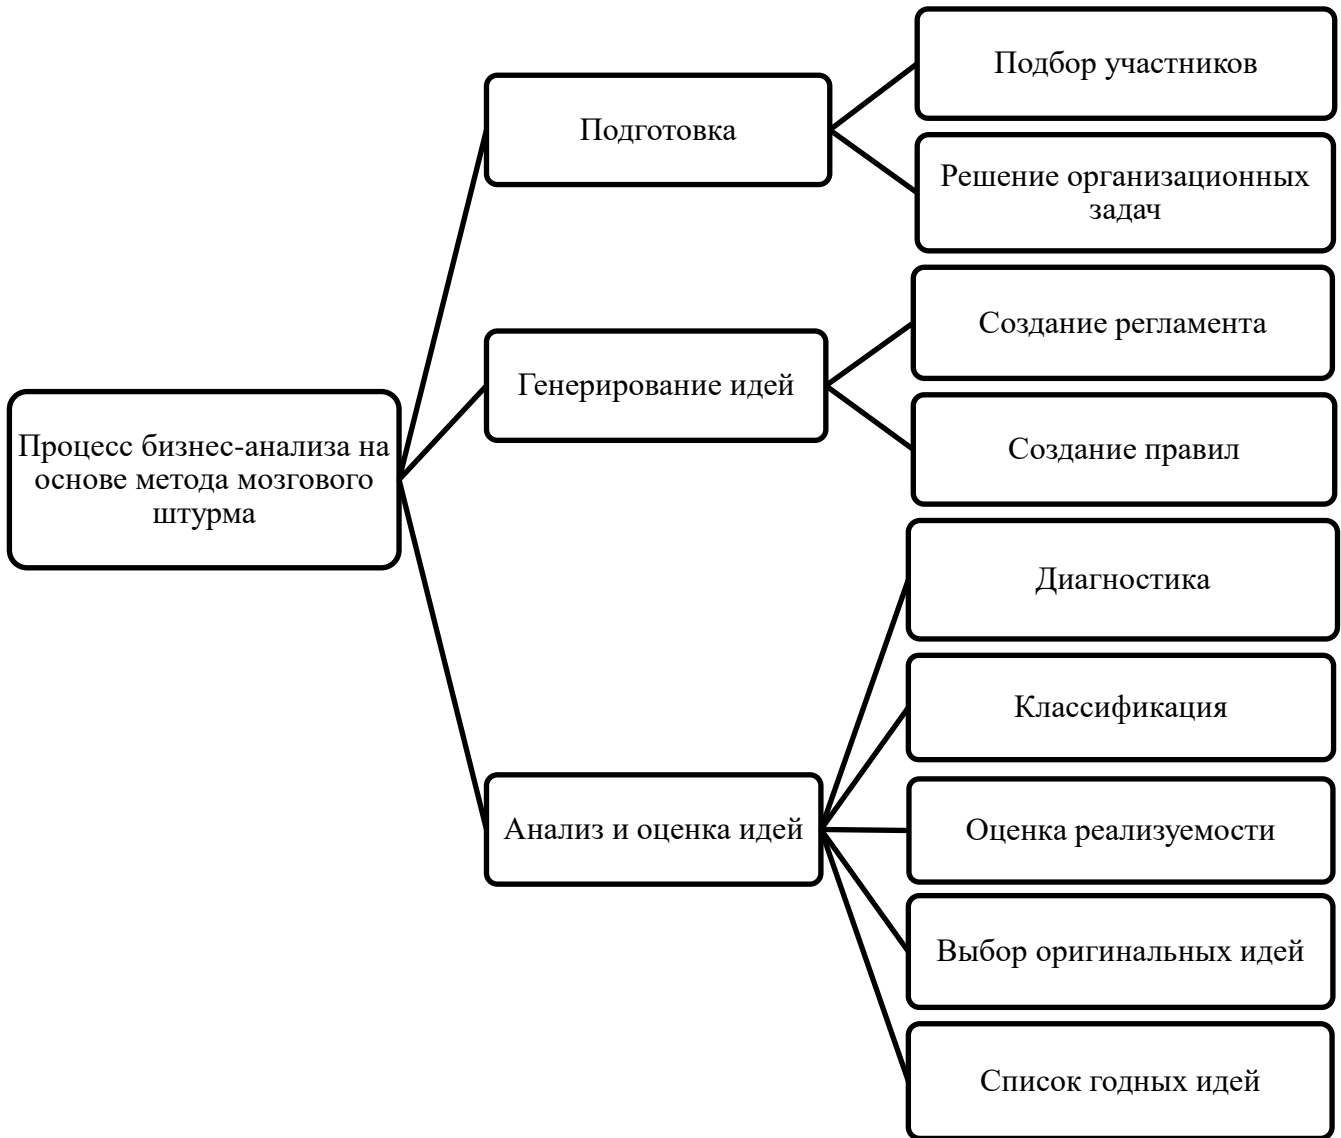 Процесс бизнес-анализа на
основе метода мозгового
штурма
Подготовка
Подбор участников
Решение организационных
задач
Генерирование идей
Создание регламента
Создание правил
Анализ и оценка идей
Диагностика
Классификация
Оценка реализуемости
Выбор оригинальных идей
Список годных идей